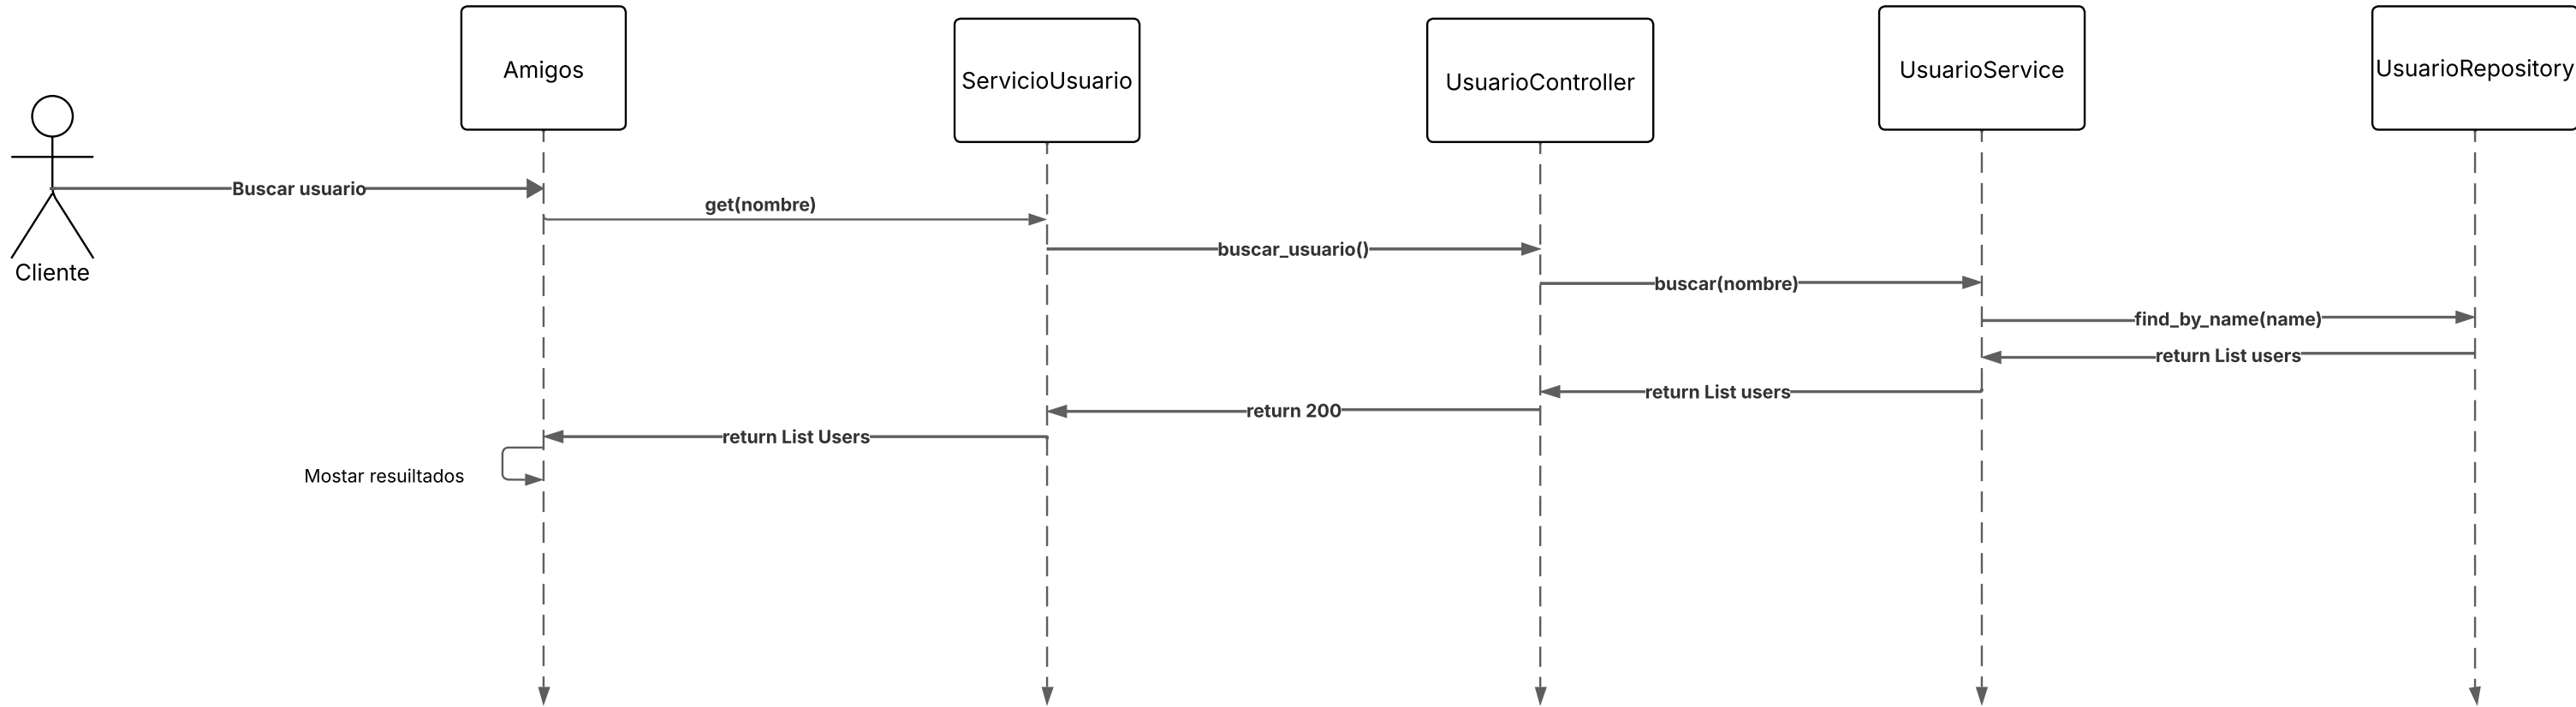 Amigos
ServicioUsuario
UsuarioController
UsuarioService
UsuarioRepository
Cliente
Buscar usuario
get(nombre)
buscar_usuario()
buscar(nombre)
find_by_name(name)
return List users
return List users
return 200
return List Users
Mostar resuiltados